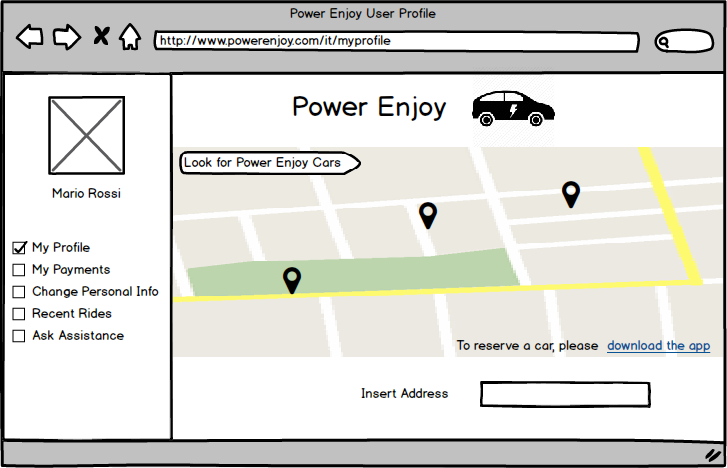 Power Enjoy User Profile
http://www.powerenjoy.com/it/myprofile
Power Enjoy
Look for Power Enjoy Cars
Mario Rossi
My Profile
My Payments
Change Personal Info
Recent Rides
Ask Assistance
To reserve a car, please download the app
Insert Address